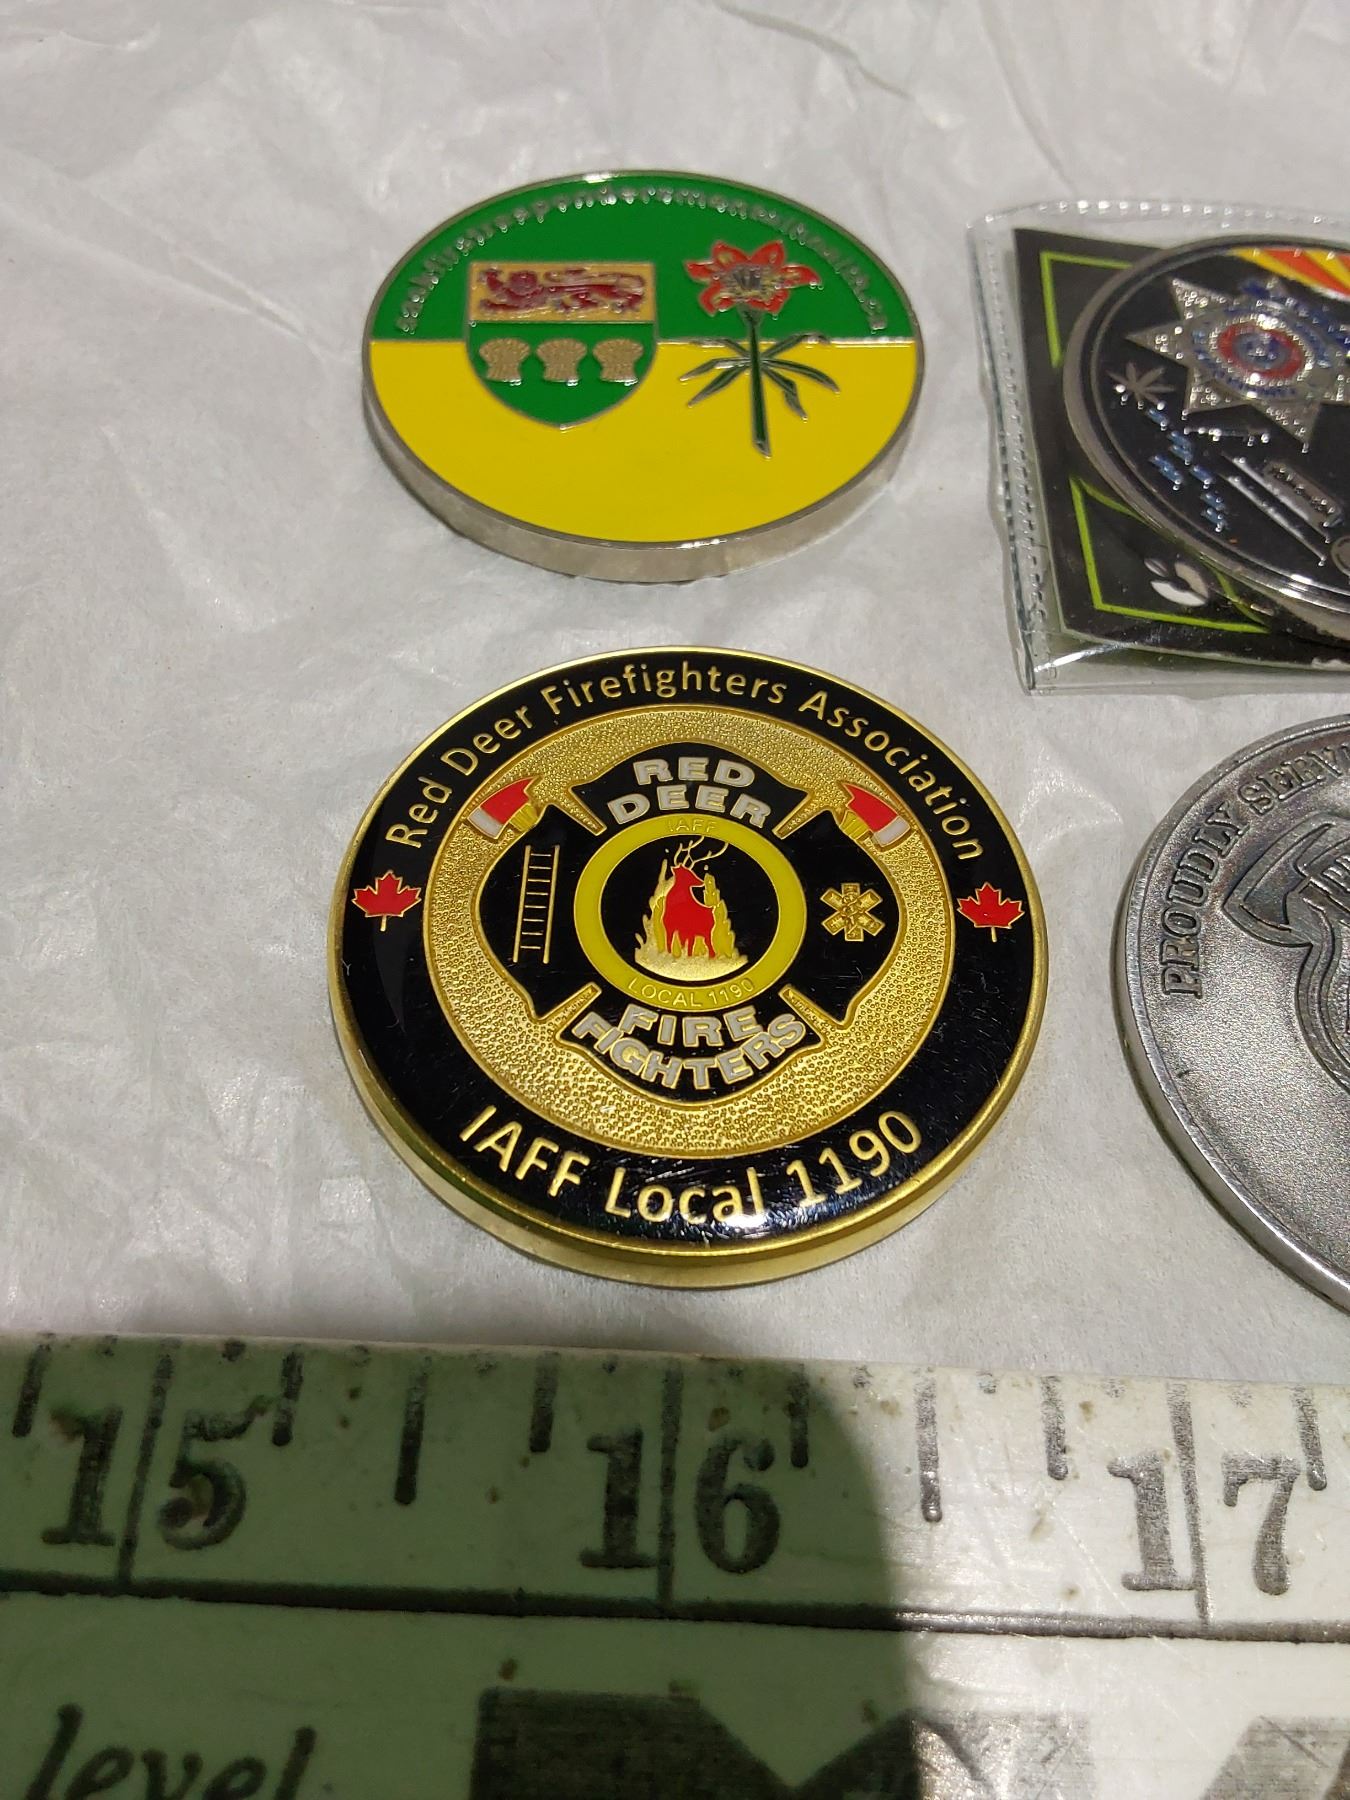 Red Deer Firefighters Association
RED
DEER
IAFF
LOCAL 1190
FIRE
FIGHTERS
IAFF Local 1190
PROUDLY
15 16 17
level